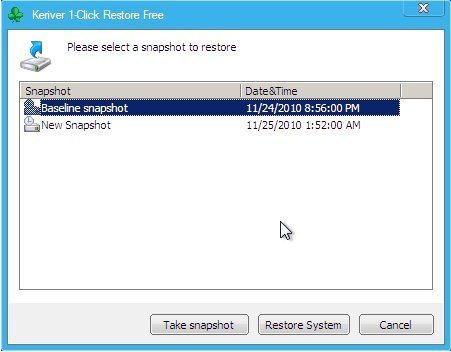 Keriver 1-Click Restore Free
Please select a snapshot to restore
Snapshot Date&Time
Baseline snapshot 11/24/2010 8:56:00 PM
New Snapshot 11/25/2010 1:52:00 AM
Take snapshot Restore System Cancel